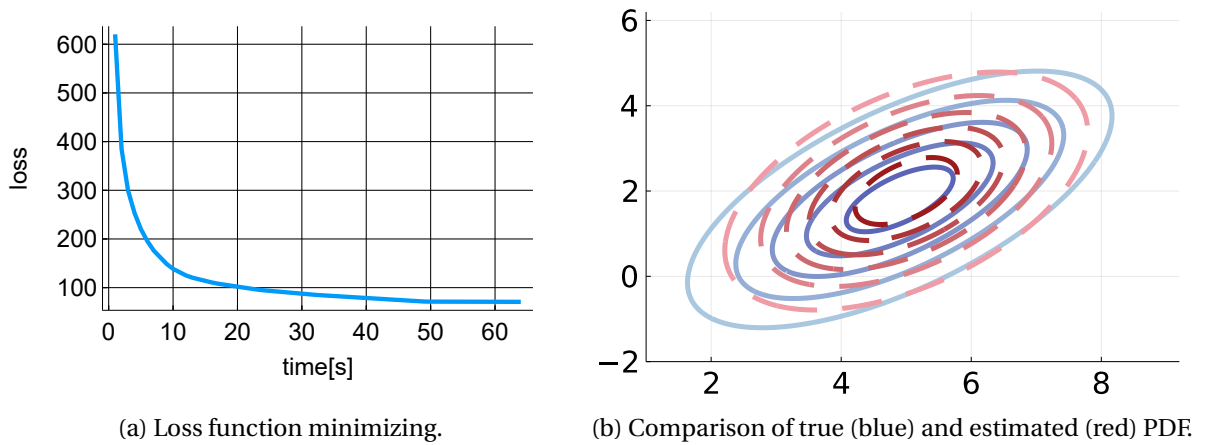 600
500
400
300
200
100
loss
0 10 20 30 40 50 60
time[s]
(a) Loss function minimizing.
6
4
2
0
−2
2 4 6 8
(b) Comparison of true (blue) and estimated (red) PDF.